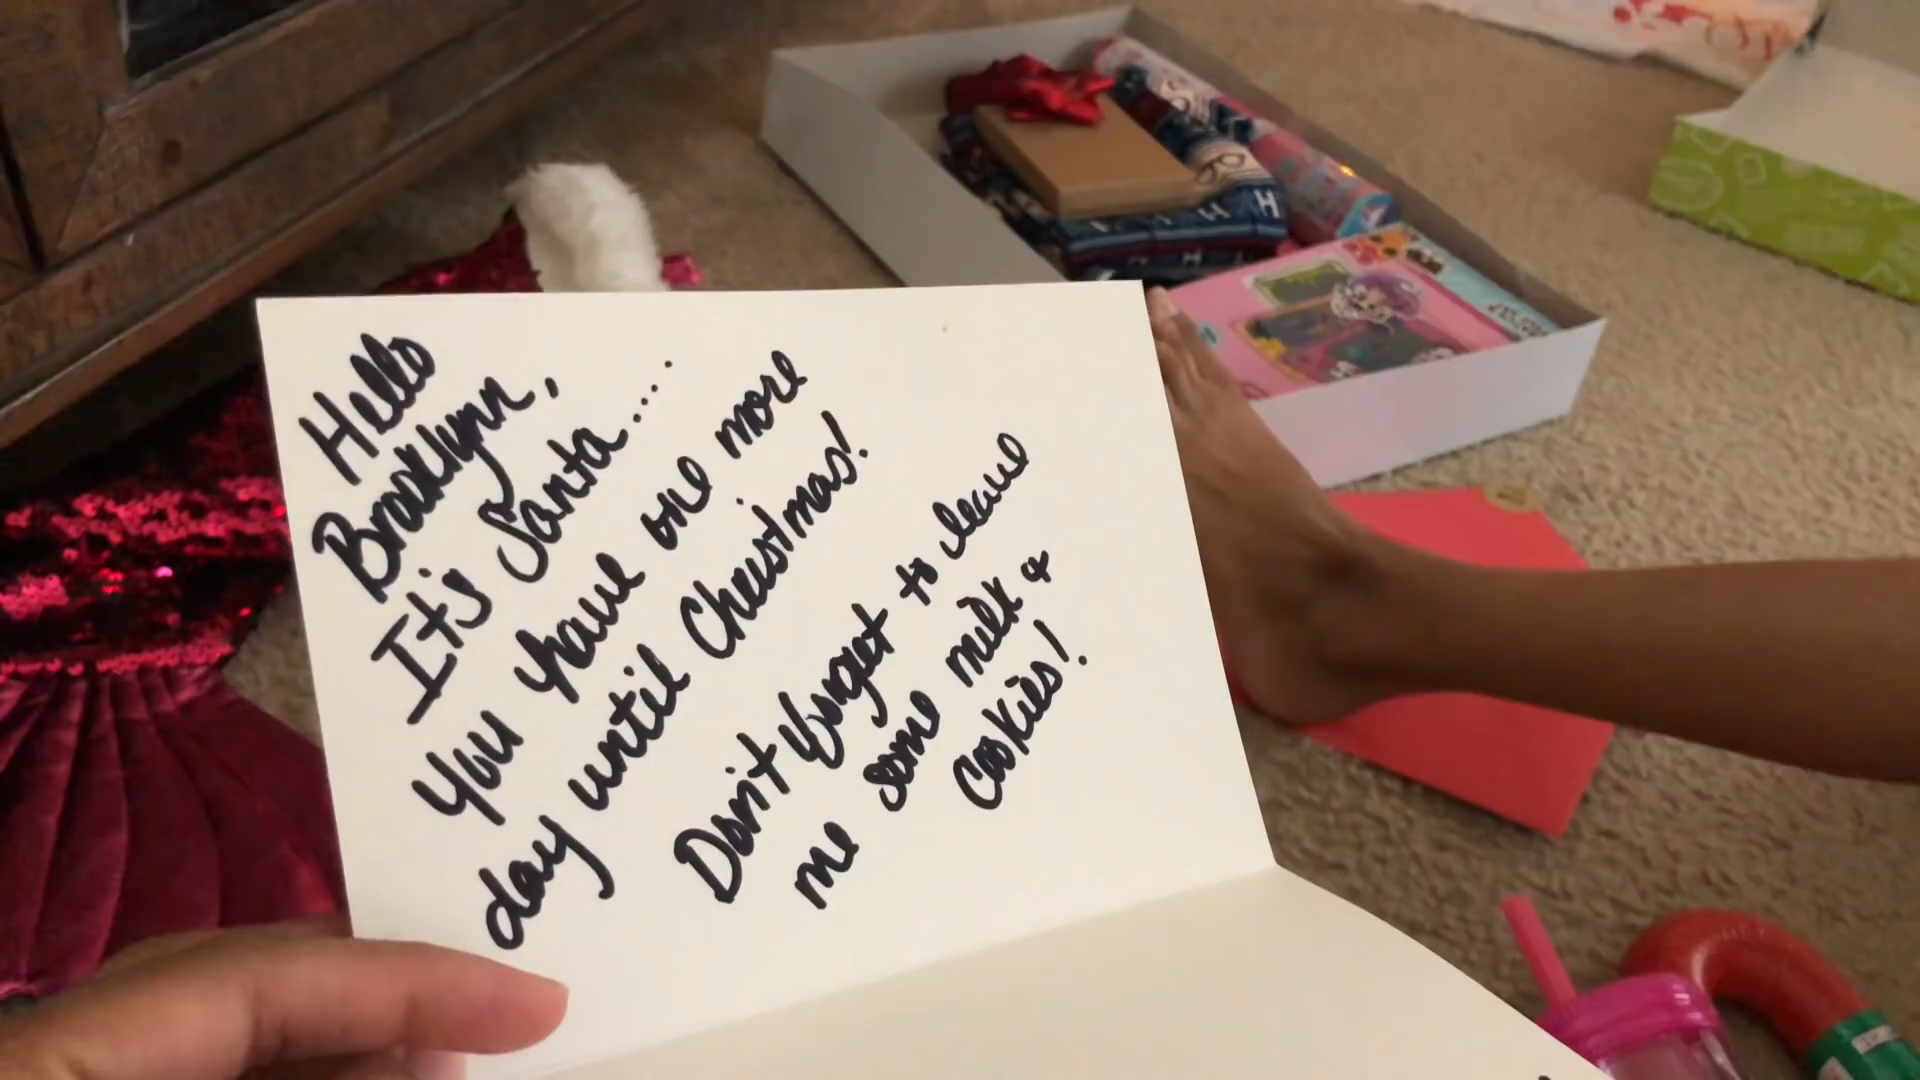 Hello
Brooklynn,
It's Santa....
You have one more
day until Christmas!
Don't forget to leave
me some milk &
cookies!